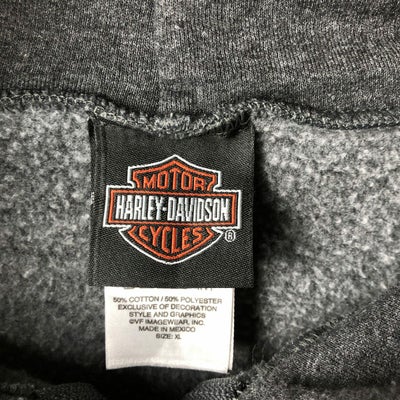 MOTOR
HARLEY-DAVIDSON
CYCLES
®
50% COTTON / 50% POLYESTER
EXCLUSIVE OF DECORATION
STYLE AND GRAPHICS
©VF IMAGEWEAR, INC.
MADE IN MEXICO
SIZE: XL